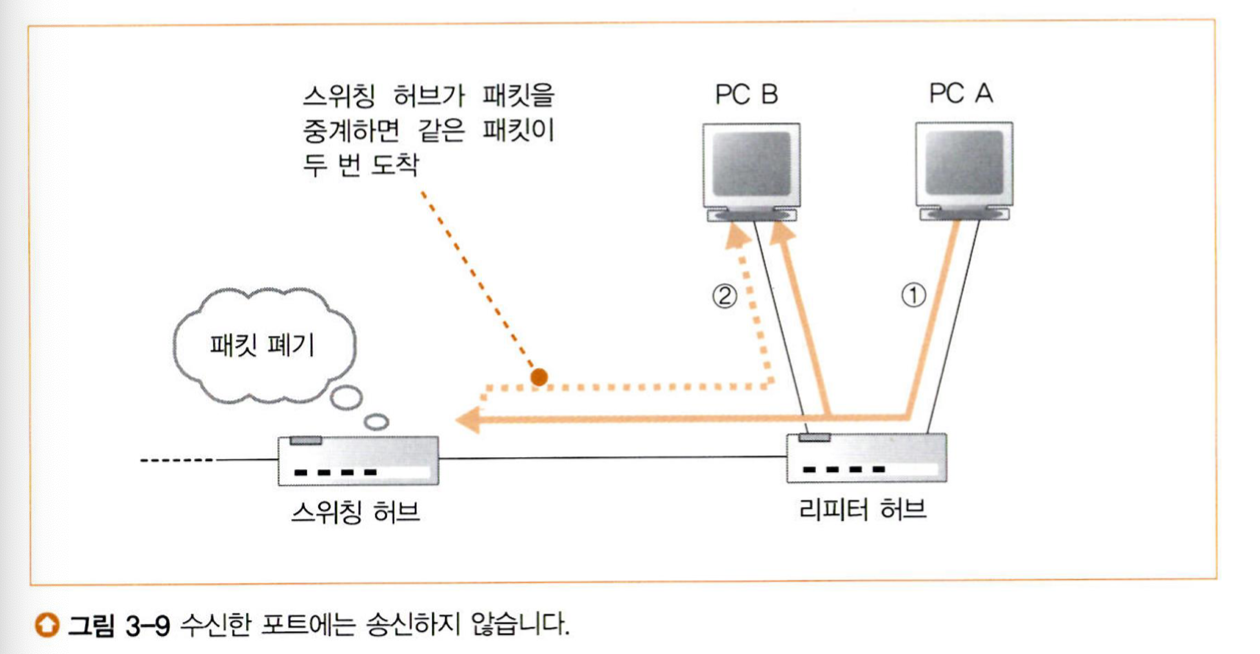 스위칭 허브가 패킷을
중계하면 같은 패킷이
두 번 도착
PC B
PC A
②
①
패킷 폐기
스위칭 허브
리피터 허브
그림 3-9 수신한 포트에는 송신하지 않습니다.